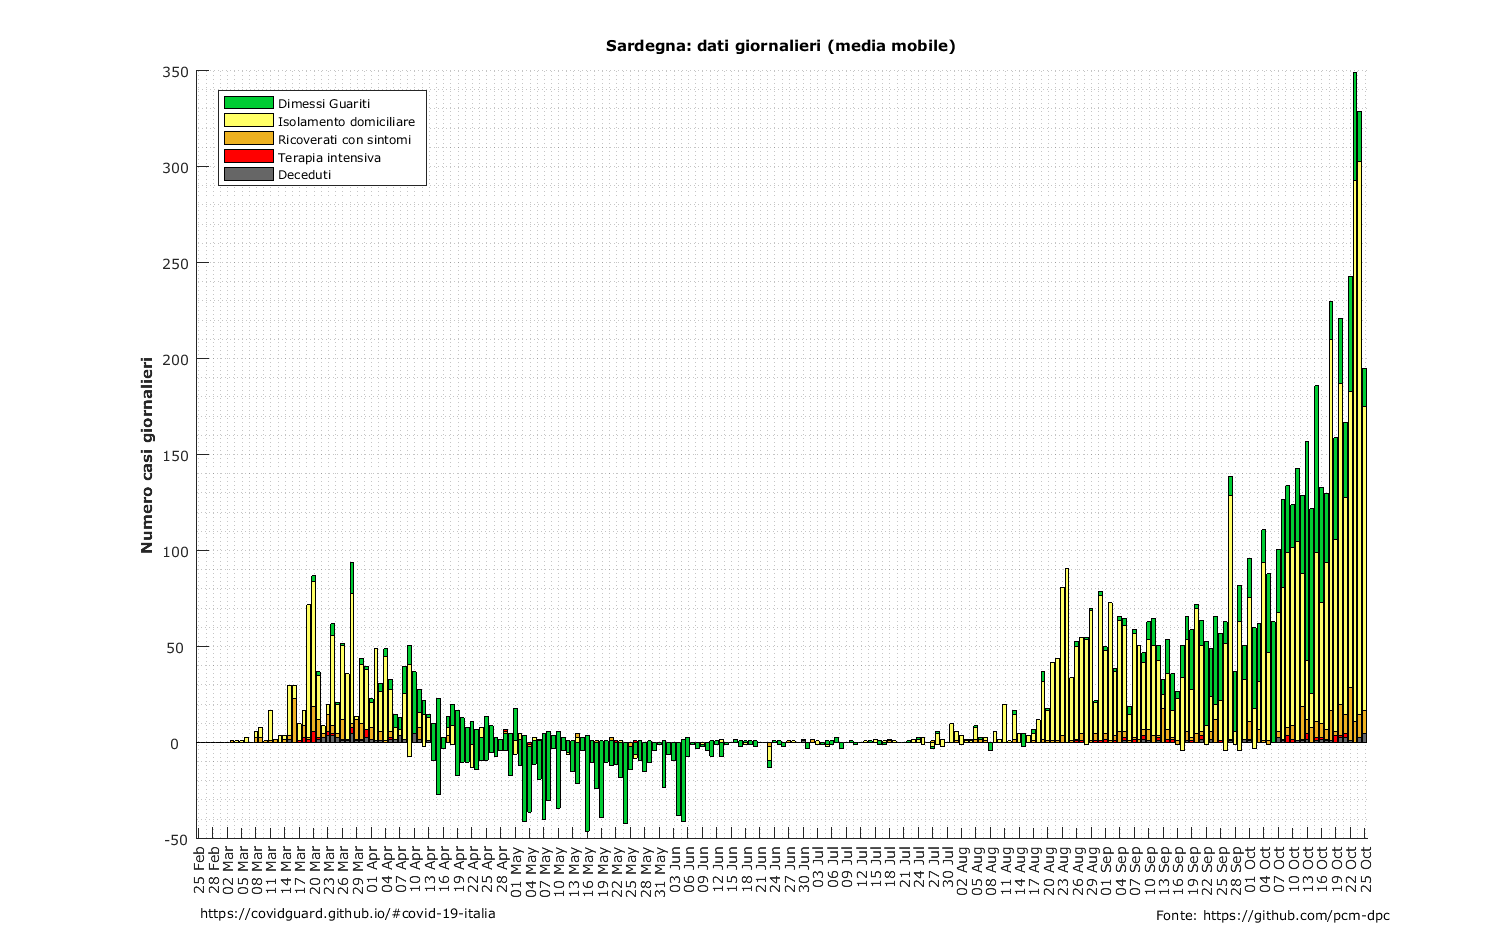 Sardegna: dati giornalieri (media mobile)
350
300
250
200
150
100
50
0
-50
Numero casi giornalieri
Dimessi Guariti
Isolamento domiciliare
Ricoverati con sintomi
Terapia intensiva
Deceduti
25 Feb
28 Feb
02 Mar
05 Mar
08 Mar
11 Mar
14 Mar
17 Mar
20 Mar
23 Mar
26 Mar
29 Mar
01 Apr
04 Apr
07 Apr
10 Apr
13 Apr
16 Apr
19 Apr
22 Apr
25 Apr
28 Apr
01 May
04 May
07 May
10 May
13 May
16 May
19 May
22 May
25 May
28 May
31 May
03 Jun
06 Jun
09 Jun
12 Jun
15 Jun
18 Jun
21 Jun
24 Jun
27 Jun
30 Jun
03 Jul
06 Jul
09 Jul
12 Jul
15 Jul
18 Jul
21 Jul
24 Jul
27 Jul
30 Jul
02 Aug
05 Aug
08 Aug
11 Aug
14 Aug
17 Aug
20 Aug
23 Aug
26 Aug
29 Aug
01 Sep
04 Sep
07 Sep
10 Sep
13 Sep
16 Sep
19 Sep
22 Sep
25 Sep
28 Sep
01 Oct
04 Oct
07 Oct
10 Oct
13 Oct
16 Oct
19 Oct
22 Oct
25 Oct
https://covidguard.github.io/#covid-19-italia
Fonte: https://github.com/pcm-dpc